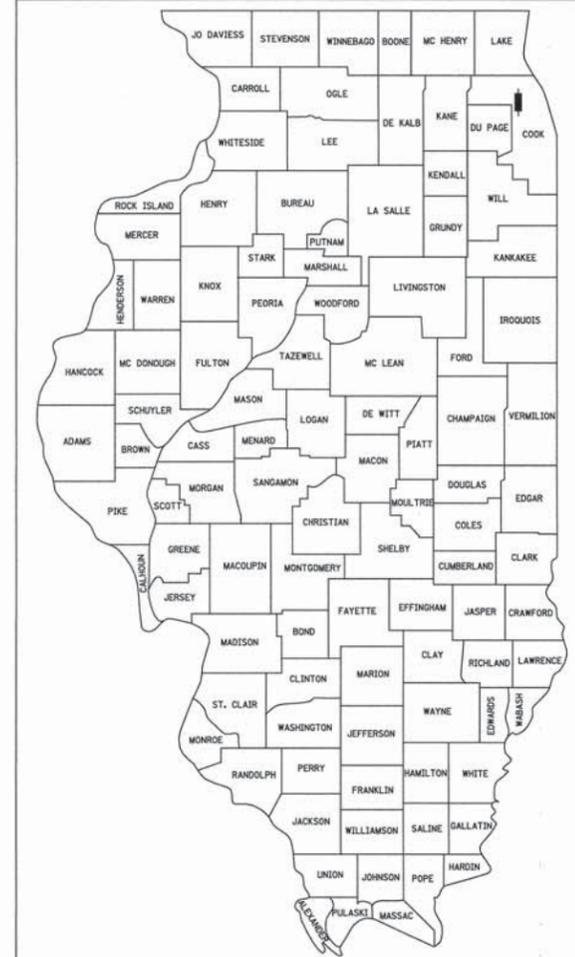 JO DAVIESS
STEVENSON
WINNEBAGO
BOONE
MC HENRY
LAKE
CARROLL
OGLE
DE KALB
KANE
DU PAGE
COOK
WHITESIDE
LEE
KENDALL
WILL
ROCK ISLAND
HENRY
BUREAU
LA SALLE
GRUNDY
MERCER
PUTNAM
STARK
MARSHALL
KANKAKEE
HENDERSON
WARREN
KNOX
PEORIA
WOODFORD
LIVINGSTON
IROQUOIS
HANCOCK
MC DONOUGH
FULTON
TAZEWELL
MC LEAN
FORD
SCHUYLER
MASON
LOGAN
DE WITT
CHAMPAIGN
VERMILION
ADAMS
BROWN
CASS
MENARD
MACON
PIATT
PIKE
SCOTT
MORGAN
SANGAMON
CHRISTIAN
MOULTRIE
DOUGLAS
EDGAR
COLES
CALHOUN
GREENE
MACOUPIN
MONTGOMERY
SHELBY
CUMBERLAND
CLARK
JERSEY
FAYETTE
EFFINGHAM
JASPER
CRAWFORD
MADISON
BOND
CLAY
RICHLAND
LAWRENCE
CLINTON
MARION
ST. CLAIR
WAYNE
EDWARDS
WABASH
MONROE
WASHINGTON
JEFFERSON
RANDOLPH
PERRY
HAMILTON
WHITE
FRANKLIN
JACKSON
WILLIAMSON
SALINE
GALLATIN
UNION
JOHNSON
POPE
HARDIN
ALEXANDER
PULASKI
MASSAC